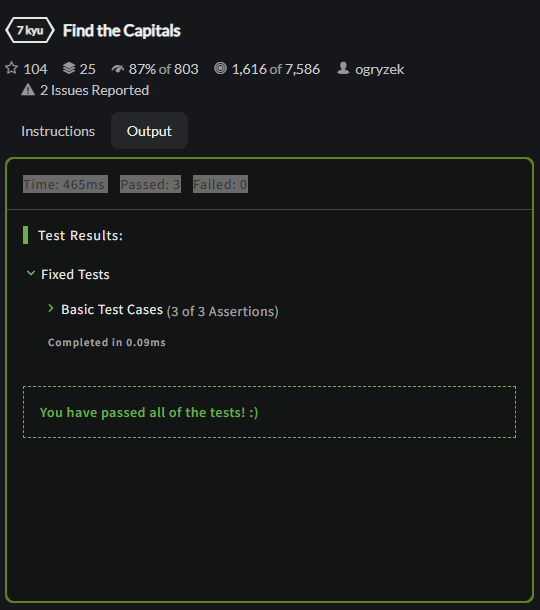 7 kyu Find the Capitals
104 25 87% of 803 1,616 of 7,586 ogryzek
2 Issues Reported
Instructions Output
Time: 465ms Passed: 3 Failed: 0
Test Results:
Fixed Tests
Basic Test Cases (3 of 3 Assertions)
Completed in 0.09ms
You have passed all of the tests! :)